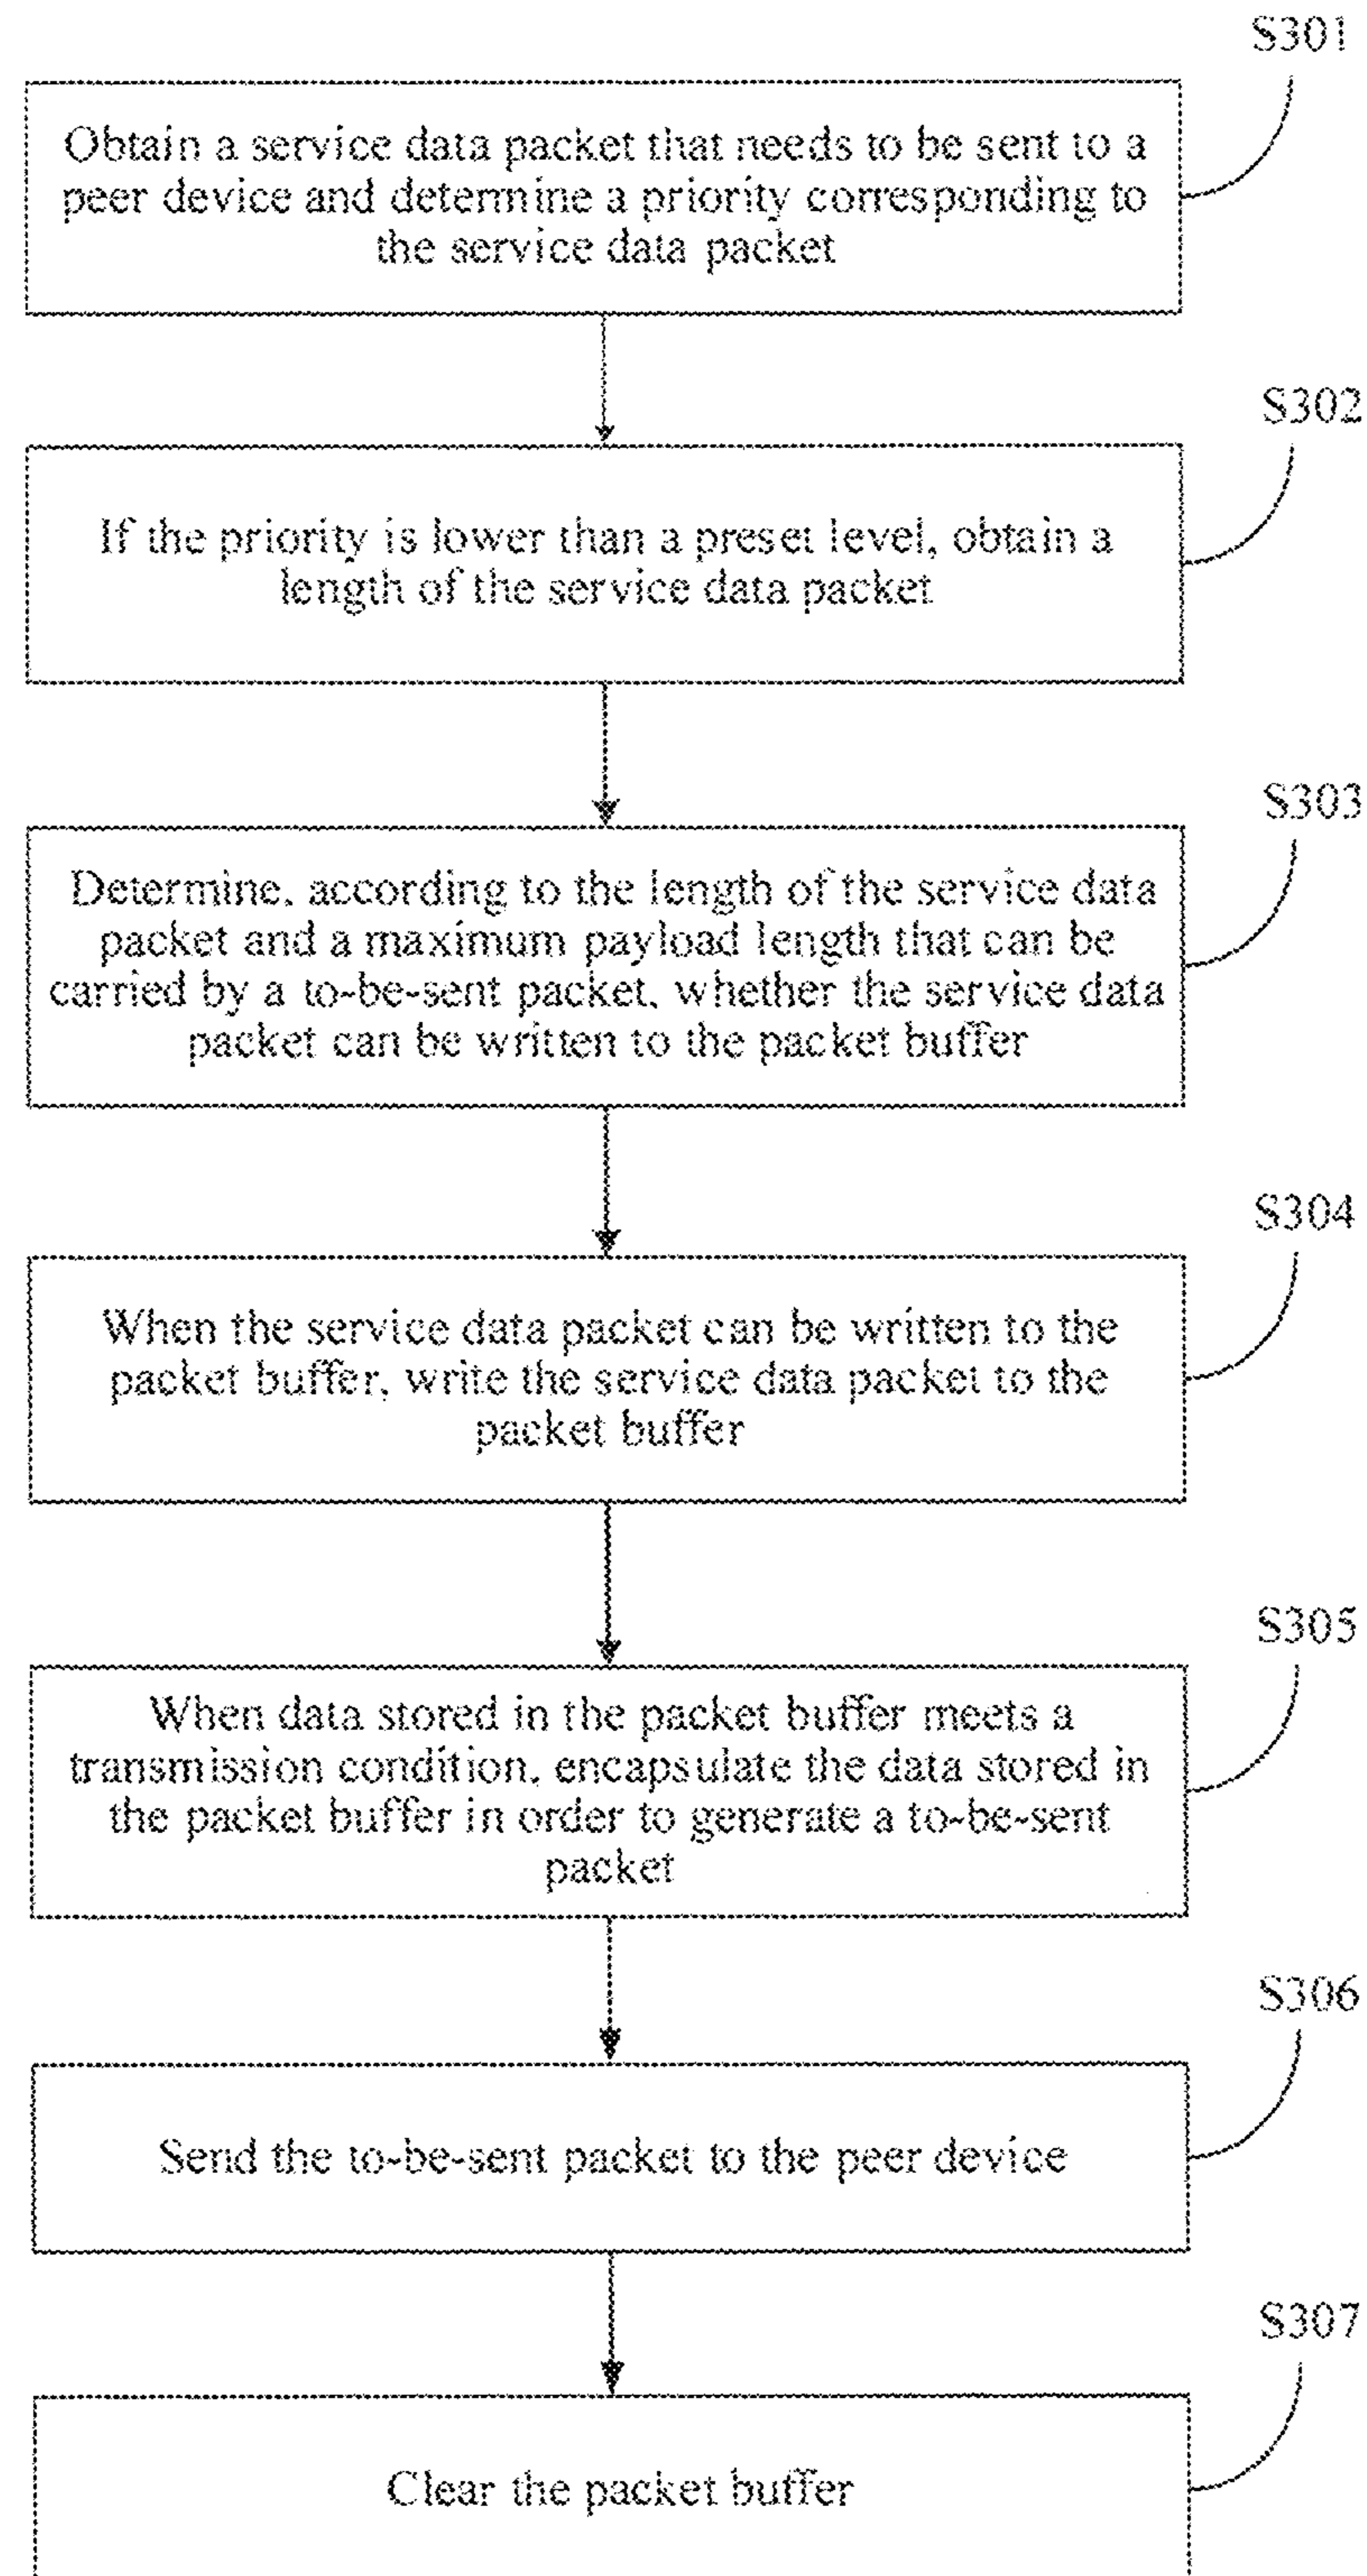 S301
Obtain a service data packet that needs to be sent to a
peer device and determine a priority corresponding to
the service data packet
S302
If the priority is lower than a preset level, obtain a
length of the service data packet
S303
Determine, according to the length of the service data
packet and a maximum payload length that can be
carried by a to-be-sent packet, whether the service data
packet can be written to the packet buffer
S304
When the service data packet can be written to the
packet buffer, write the service data packet to the
packet buffer
S305
When data stored in the packet buffer meets a
transmission condition, encapsulate the data stored in
the packet buffer in order to generate a to-be-sent
packet
S306
Send the to-be-sent packet to the peer device
S307
Clear the packet buffer